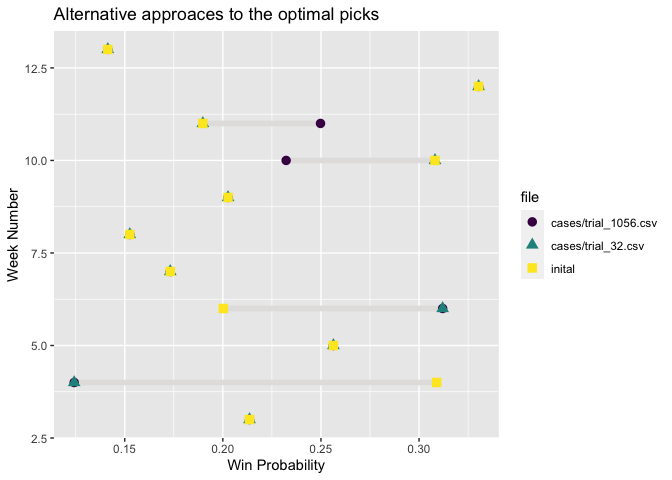 Alternative approaces to the optimal picks
12.5
10.0
7.5
5.0
2.5
Week Number
0.15 0.20 0.25 0.30
Win Probability
file
cases/trial_1056.csv
cases/trial_32.csv
inital